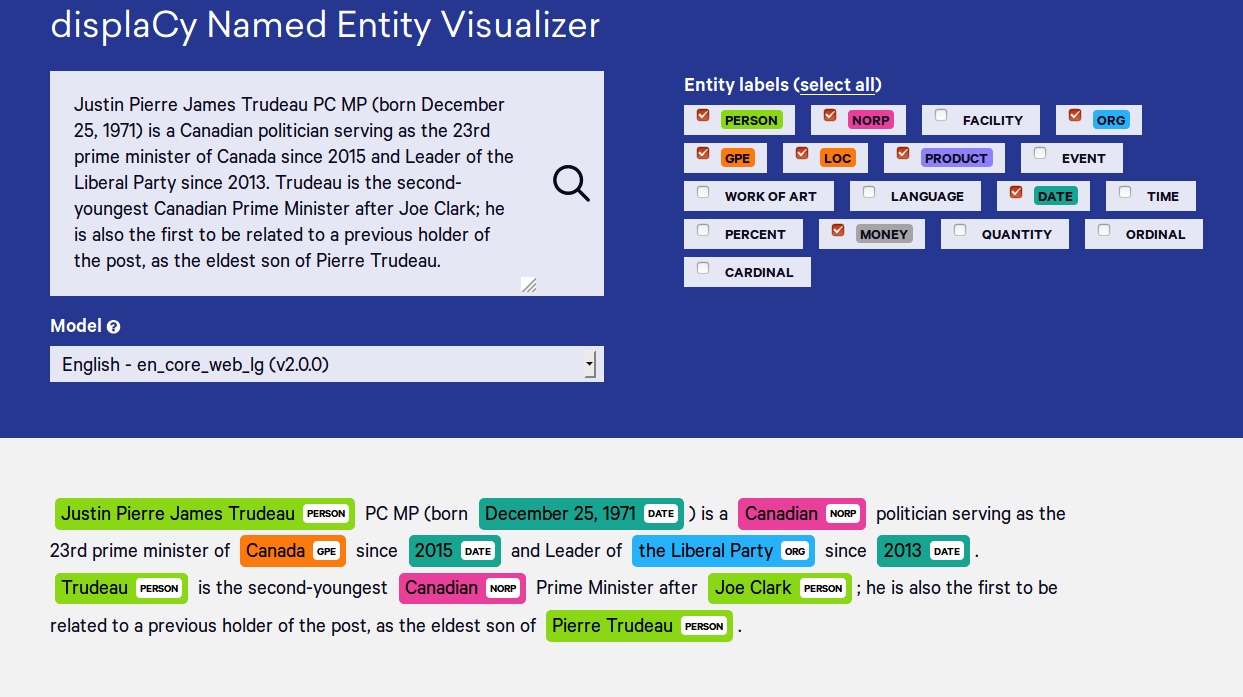 displaCy Named Entity Visualizer
Justin Pierre James Trudeau PC MP (born December
25, 1971) is a Canadian politician serving as the 23rd
prime minister of Canada since 2015 and Leader of the
Liberal Party since 2013. Trudeau is the second-
youngest Canadian Prime Minister after Joe Clark; he
is also the first to be related to a previous holder of
the post, as the eldest son of Pierre Trudeau.
Model ?
English - en_core_web_lg (v2.0.0)
Entity labels (select all)
PERSON NORP FACILITY ORG
GPE LOC PRODUCT EVENT
WORK OF ART LANGUAGE DATE TIME
PERCENT MONEY QUANTITY ORDINAL
CARDINAL
Justin Pierre James Trudeau PERSON PC MP (born December 25, 1971 DATE ) is a Canadian NORP politician serving as the
23rd prime minister of Canada GPE since 2015 DATE and Leader of the Liberal Party ORG since 2013 DATE .
Trudeau PERSON is the second-youngest Canadian NORP Prime Minister after Joe Clark PERSON ; he is also the first to be
related to a previous holder of the post, as the eldest son of Pierre Trudeau PERSON .